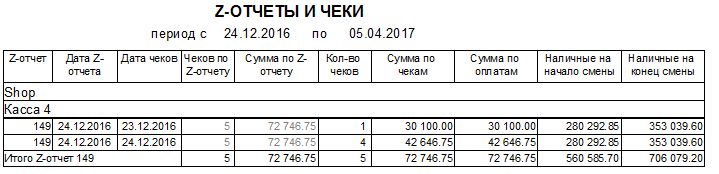 Z-ОТЧЕТЫ И ЧЕКИ
период с 24.12.2016 по 05.04.2017
Z-отчет Дата Z-отчета Дата чеков Чеков по Z-отчету Сумма по Z-отчету Кол-во чеков Сумма по чекам Сумма по оплатам Наличные на начало смены Наличные на конец смены
Shop
Касса 4
149 24.12.2016 23.12.2016 5 72 746.75 1 30 100.00 30 100.00 280 292.85 353 039.60
149 24.12.2016 24.12.2016 5 72 746.75 4 42 646.75 42 646.75 280 292.85 353 039.60
Итого Z-отчет 149 5 72 746.75 5 72 746.75 72 746.75 560 585.70 706 079.20